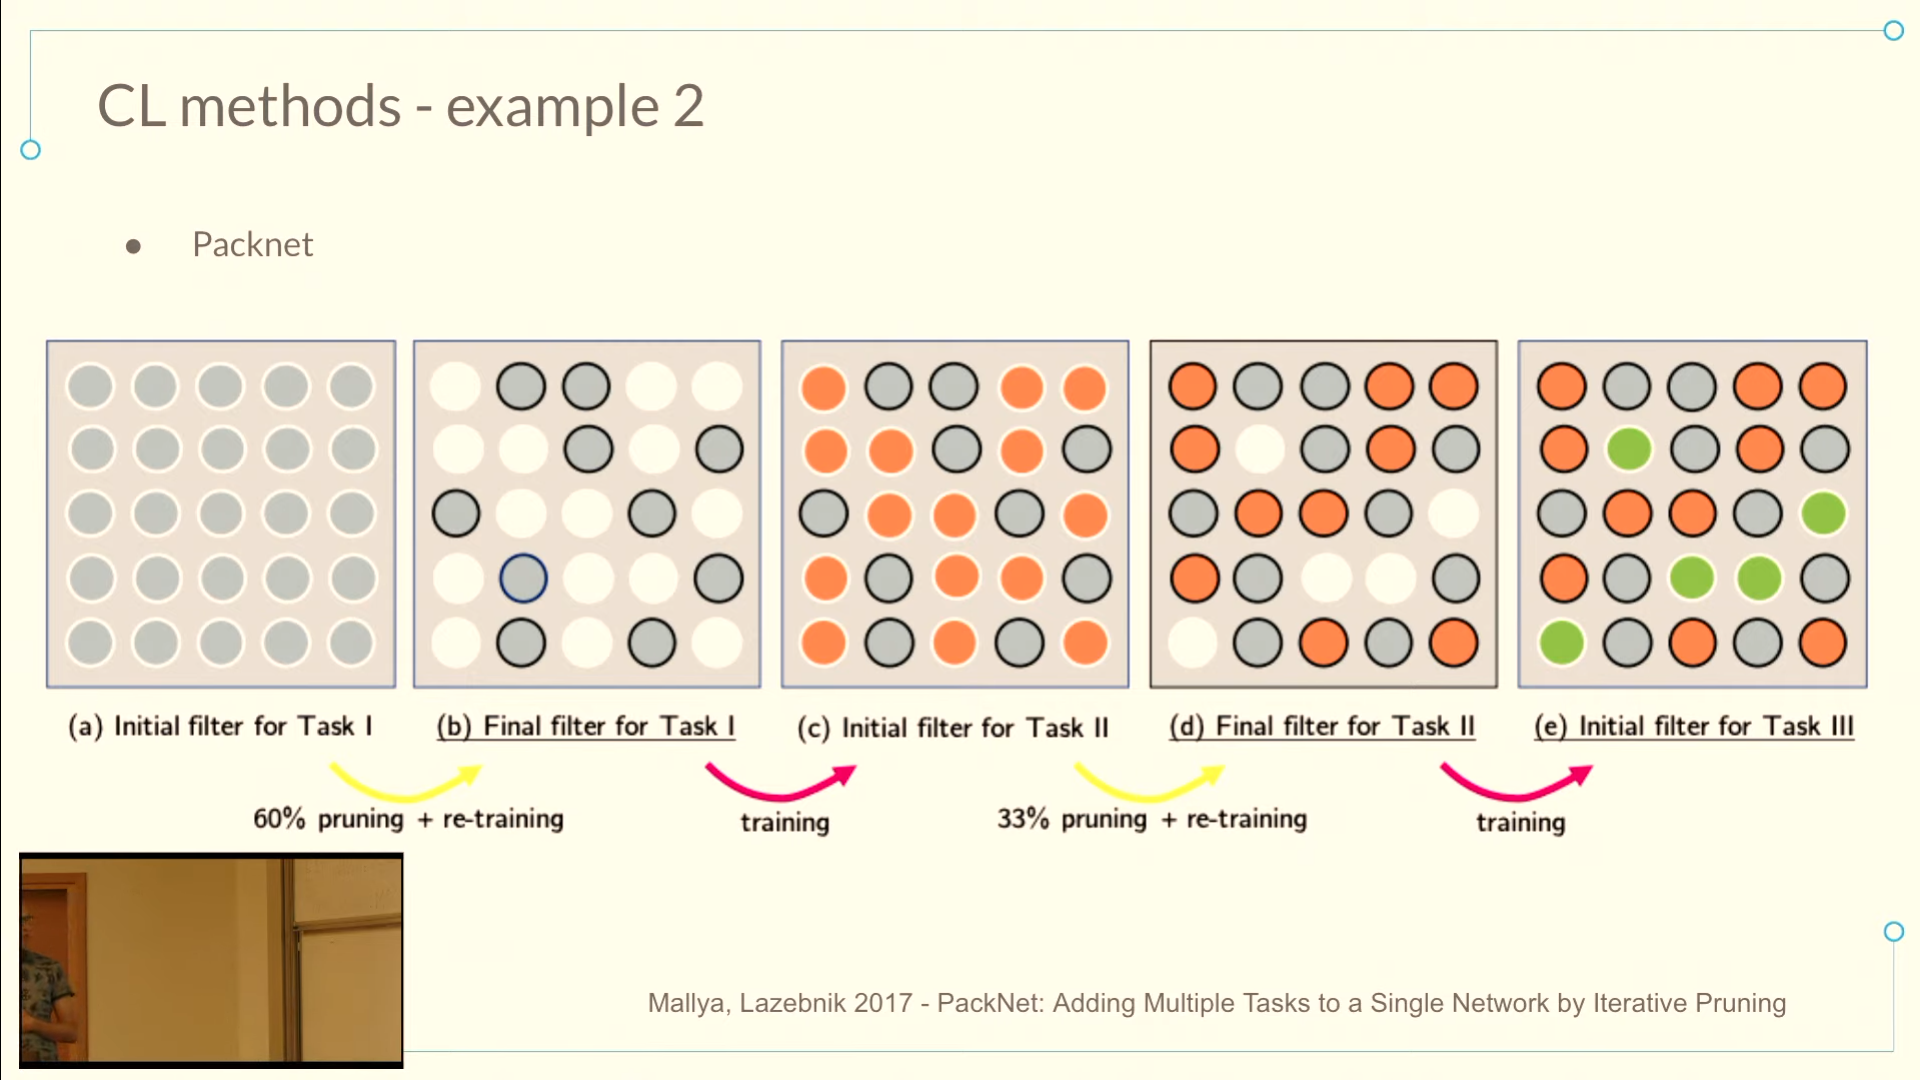 CL methods - example 2
● Packnet
(a) Initial filter for Task I
(b) Final filter for Task I
(c) Initial filter for Task II
(d) Final filter for Task II
(e) Initial filter for Task III
60% pruning + re-training
training
33% pruning + re-training
training
Mallya, Lazebnik 2017 - PackNet: Adding Multiple Tasks to a Single Network by Iterative Pruning